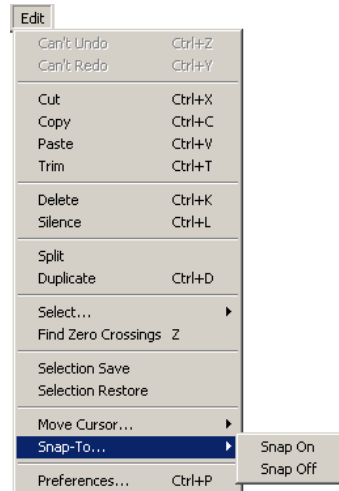 Edit
Can't Undo Ctrl+Z
Can't Redo Ctrl+Y
Cut Ctrl+X
Copy Ctrl+C
Paste Ctrl+V
Trim Ctrl+T
Delete Ctrl+K
Silence Ctrl+L
Split
Duplicate Ctrl+D
Select...
Find Zero Crossings Z
Selection Save
Selection Restore
Move Cursor...
Snap-To... Snap On
Snap Off
Preferences... Ctrl+P